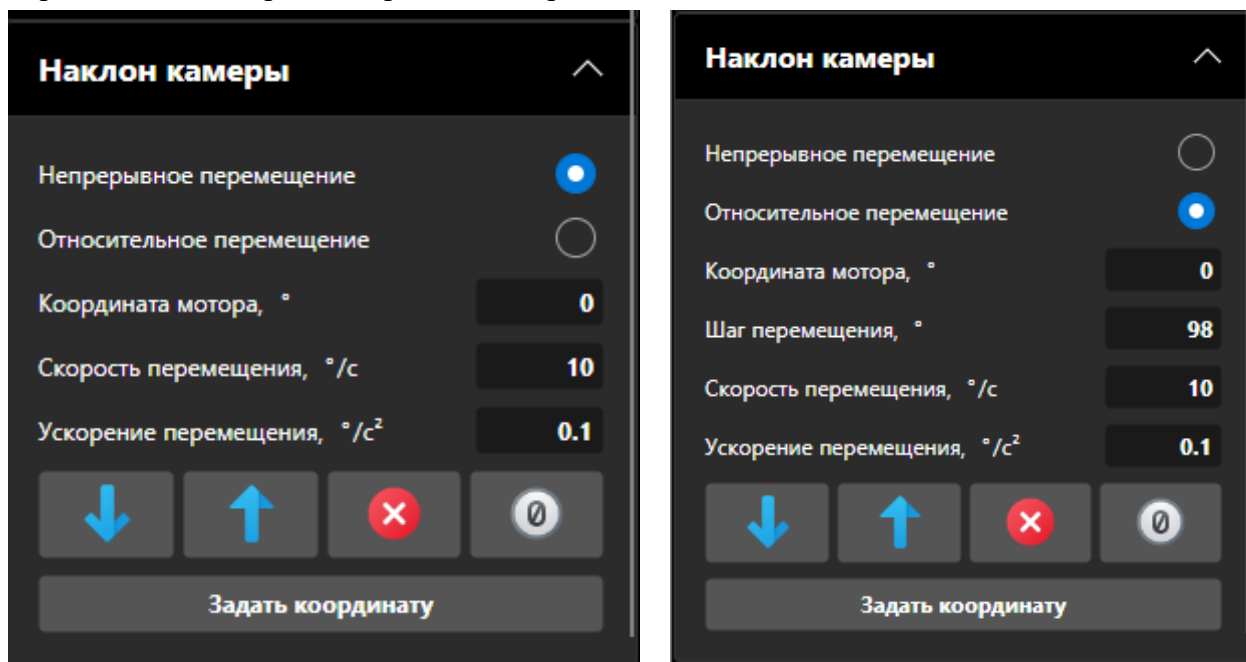 Наклон камеры
Непрерывное перемещение
Относительное перемещение
Координата мотора, ° 0
Скорость перемещения, °/с 10
Ускорение перемещения, °/с² 0.1
0
Задать координату
Наклон камеры
Непрерывное перемещение
Относительное перемещение
Координата мотора, ° 0
Шаг перемещения, ° 98
Скорость перемещения, °/с 10
Ускорение перемещения, °/с² 0.1
0
Задать координату